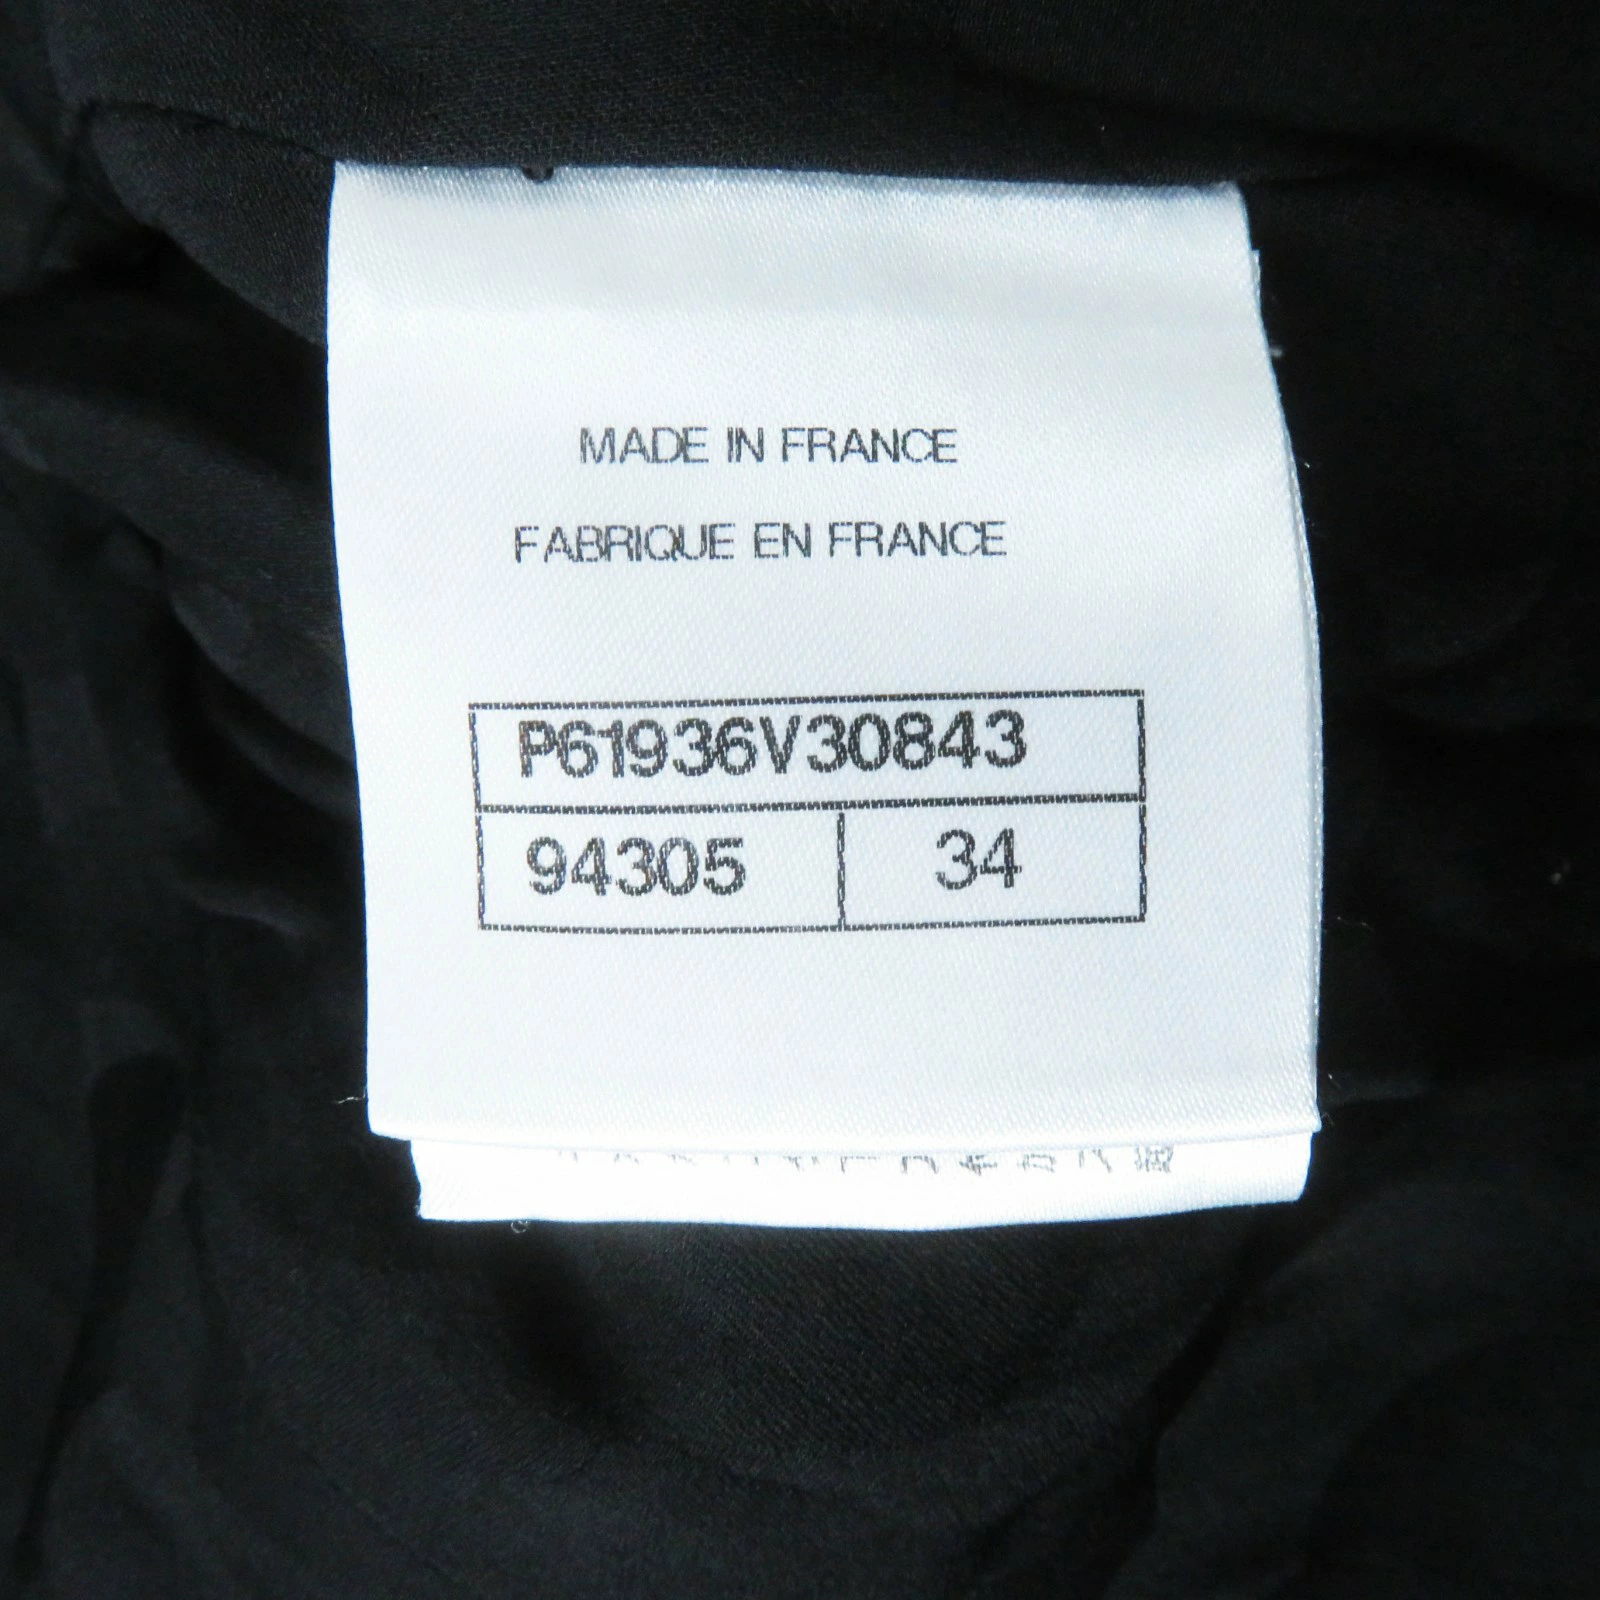 MADE IN FRANCE
FABRIQUE EN FRANCE
P61936V30843
94305 34